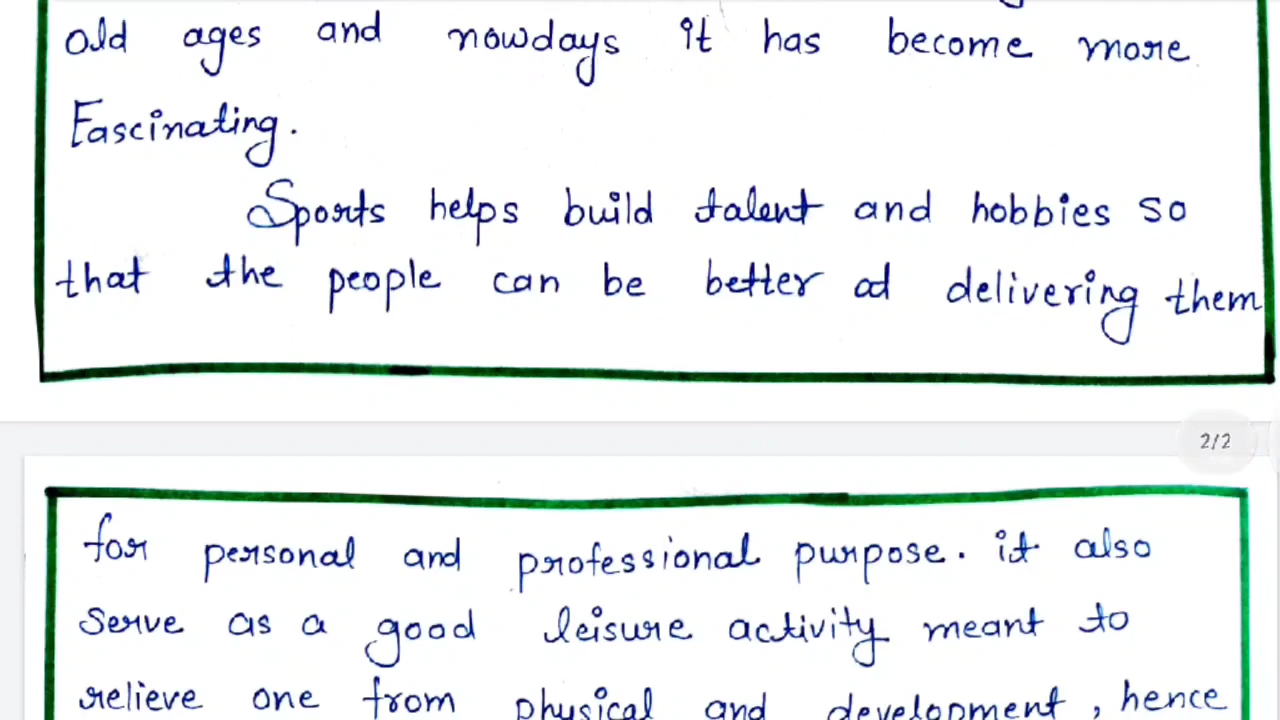 old ages and nowdays it has become more
Fascinating.
Sports helps build talent and hobbies so
that the people can be better at delivering them
2/2
for personal and professional purpose. it also
serve as a good leisure activity meant to
relieve one from physical and development, hence